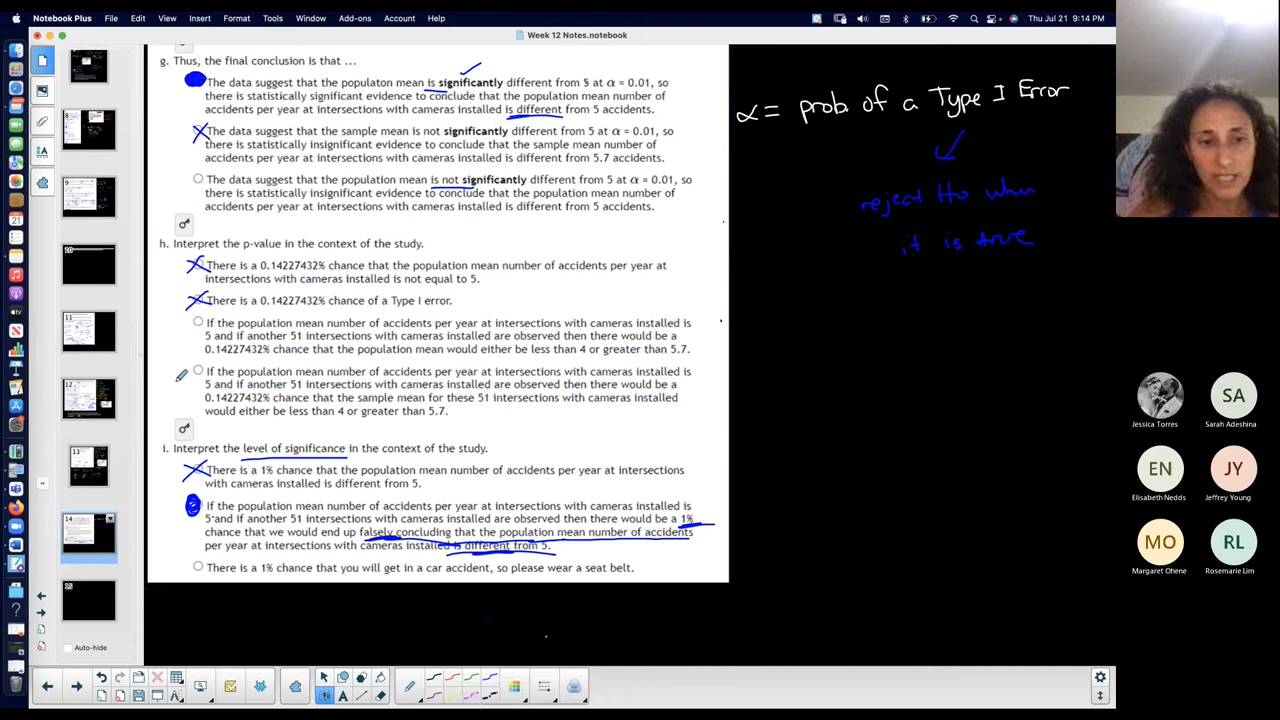 Notebook Plus File Edit View Insert Format Tools Window Add-ons Account Help
Thu Jul 21 9:14 PM
Week 12 Notes.notebook
g. Thus, the final conclusion is that ...
The data suggest that the populaton mean is significantly different from 5 at α = 0.01, so
there is statistically significant evidence to conclude that the population mean number of
accidents per year at intersections with cameras installed is different from 5 accidents.
The data suggest that the sample mean is not significantly different from 5 at α = 0.01, so
there is statistically insignificant evidence to conclude that the sample mean number of
accidents per year at intersections with cameras installed is different from 5.7 accidents.
The data suggest that the population mean is not significantly different from 5 at α = 0.01, so
there is statistically insignificant evidence to conclude that the population mean number of
accidents per year at intersections with cameras installed is different from 5 accidents.
h. Interpret the p-value in the context of the study.
There is a 0.14227432% chance that the population mean number of accidents per year at
intersections with cameras installed is not equal to 5.
There is a 0.14227432% chance of a Type I error.
If the population mean number of accidents per year at intersections with cameras installed is
5 and if another 51 intersections with cameras installed are observed then there would be a
0.14227432% chance that the population mean would either be less than 4 or greater than 5.7.
If the population mean number of accidents per year at intersections with cameras installed is
5 and if another 51 intersections with cameras installed are observed then there would be a
0.14227432% chance that the sample mean for these 51 intersections with cameras installed
would either be less than 4 or greater than 5.7.
i. Interpret the level of significance in the context of the study.
There is a 1% chance that the population mean number of accidents per year at intersections
with cameras installed is different from 5.
If the population mean number of accidents per year at intersections with cameras installed is
5 and if another 51 intersections with cameras installed are observed then there would be a 1%
chance that we would end up falsely concluding that the population mean number of accidents
per year at intersections with cameras installed is different from 5.
There is a 1% chance that you will get in a car accident, so please wear a seat belt.
α = prob. of a Type I Error
reject Ho when
it is true
8
9
10
11
12
13
14
Auto-hide
Jessica Torres
SA
Sarah Adeshina
EN
Elisabeth Nedds
JY
Jeffrey Young
MO
Margaret Ohene
RL
Rosemarie Lim